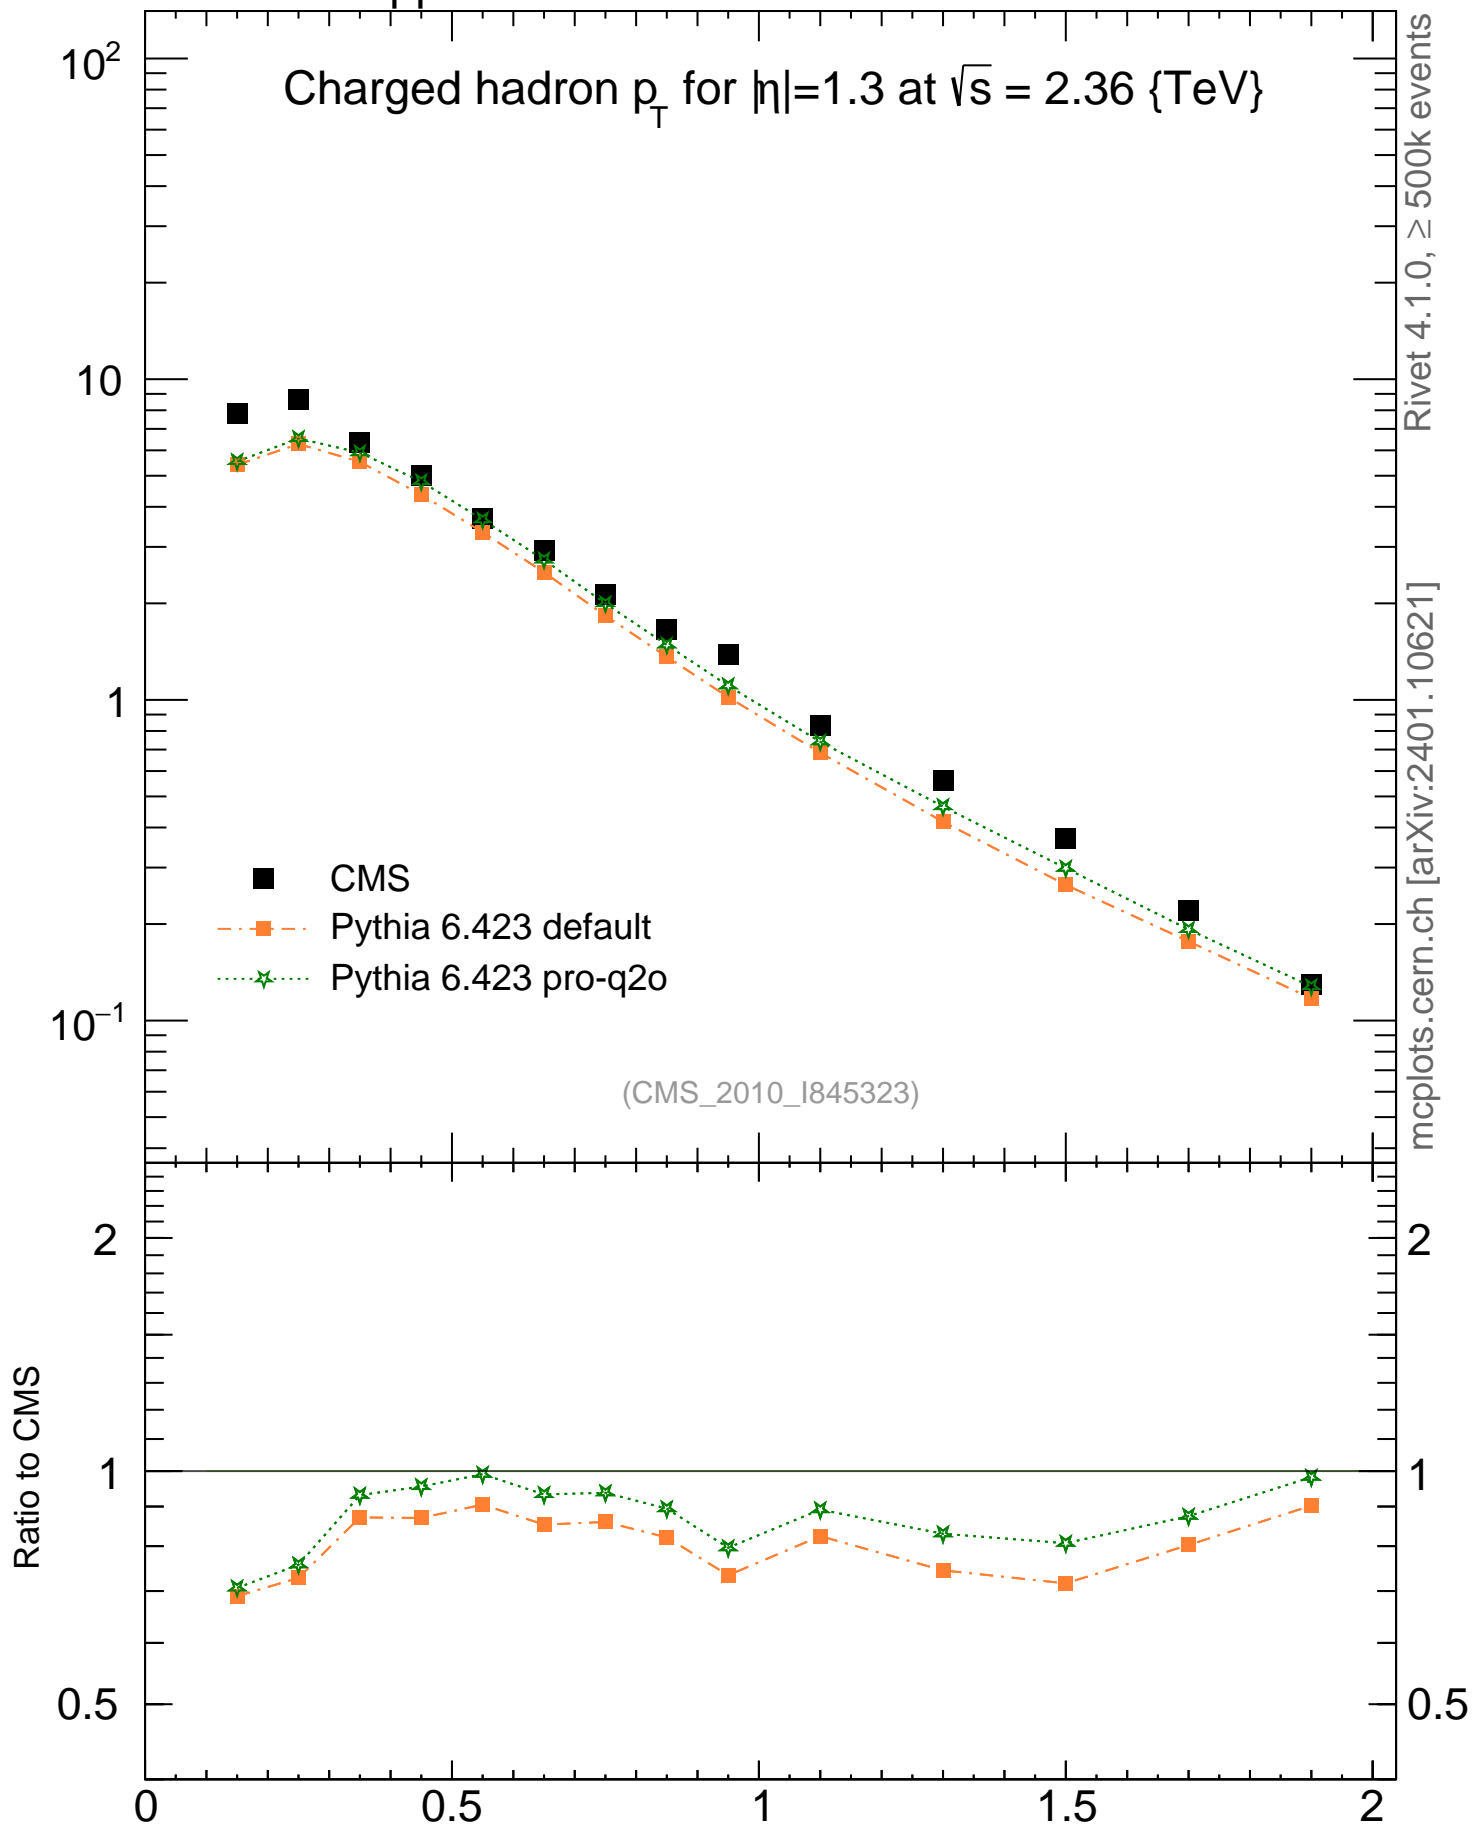 Charged hadron p_T for |η|=1.3 at √s = 2.36 {TeV}
10²
10
1
10⁻¹
CMS
Pythia 6.423 default
Pythia 6.423 pro-q2o
(CMS_2010_I845323)
Rivet 4.1.0, ≥ 500k events
mcplots.cern.ch [arXiv:2401.10621]
Ratio to CMS
2
1
0.5
2
1
0.5
0
0.5
1
1.5
2